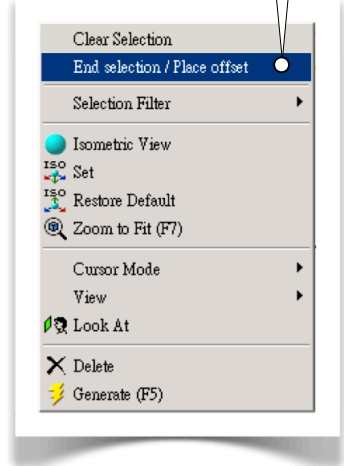 Clear Selection
End selection / Place offset
Selection Filter
Isometric View
ISO Set
ISO Restore Default
Zoom to Fit (F7)
Cursor Mode
View
Look At
Delete
Generate (F5)